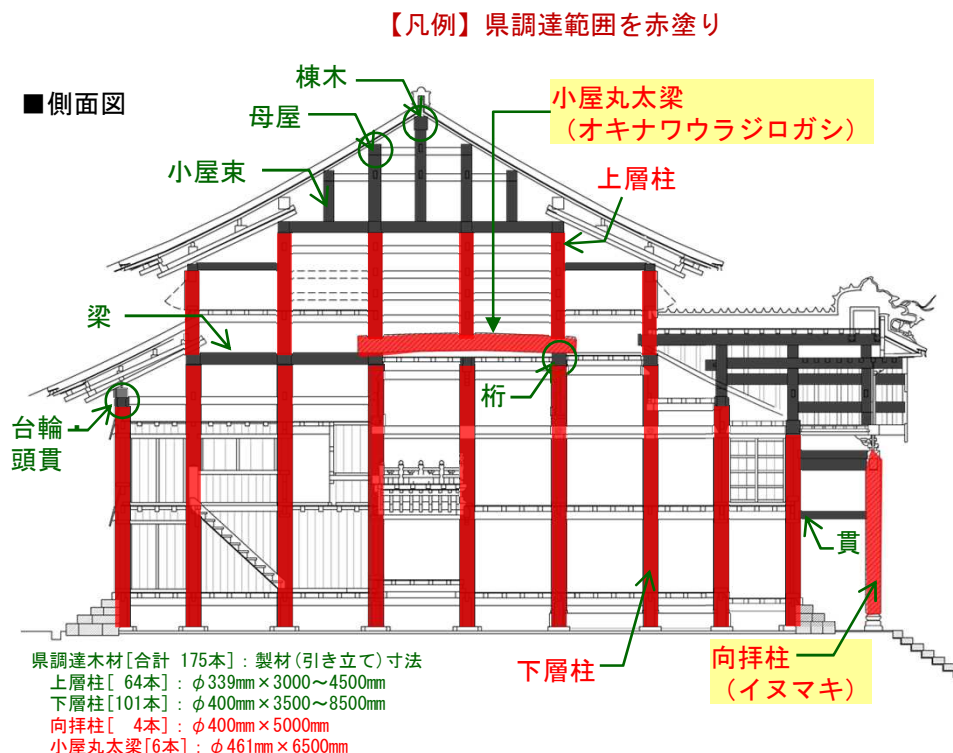 【凡例】県調達範囲を赤塗り
■側面図
棟木
母屋
小屋束
小屋丸太梁
（オキナワウラジロガシ）
上層柱
梁
桁
台輪
頭貫
貫
下層柱
向拝柱
（イヌマキ）
県調達木材[合計 175本]：製材(引き立て)寸法
上層柱[ 64本]：φ339mm×3000～4500mm
下層柱[101本]：φ400mm×3500～8500mm
向拝柱[ 4本]：φ400mm×5000mm
小屋丸太梁[6本]：φ461mm×6500mm